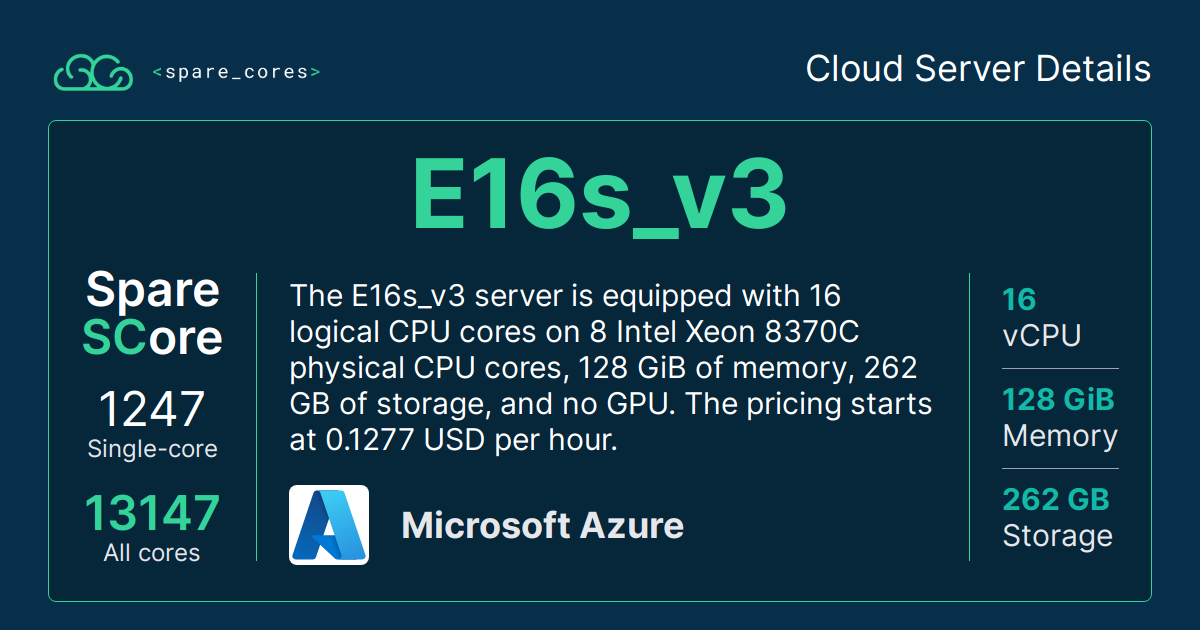 <spare_cores>
Cloud Server Details
E16s_v3
Spare
SCore
1247
Single-core
13147
All cores
The E16s_v3 server is equipped with 16
logical CPU cores on 8 Intel Xeon 8370C
physical CPU cores, 128 GiB of memory, 262
GB of storage, and no GPU. The pricing starts
at 0.1277 USD per hour.
Microsoft Azure
16
vCPU
128 GiB
Memory
262 GB
Storage